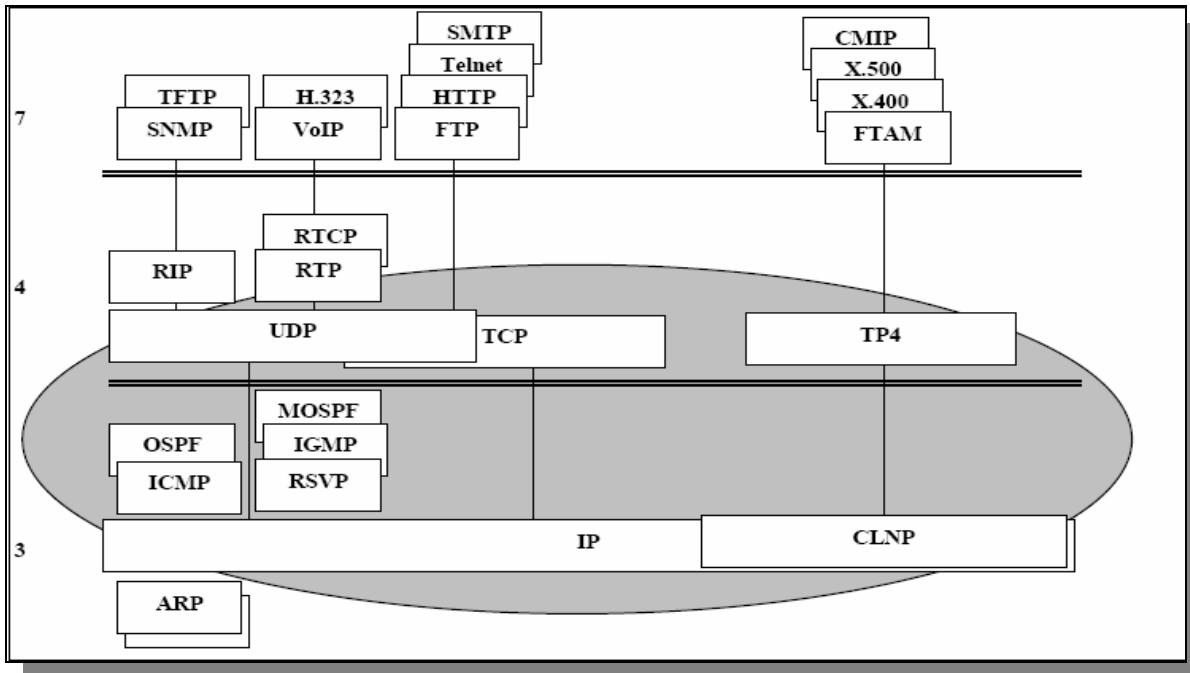 SMTP
CMIP
Telnet
X.500
TFTP
H.323
HTTP
X.400
7
SNMP
VoIP
FTP
FTAM
RTCP
RIP
RTP
4
UDP
TCP
TP4
MOSPF
OSPF
IGMP
ICMP
RSVP
3
IP
CLNP
ARP